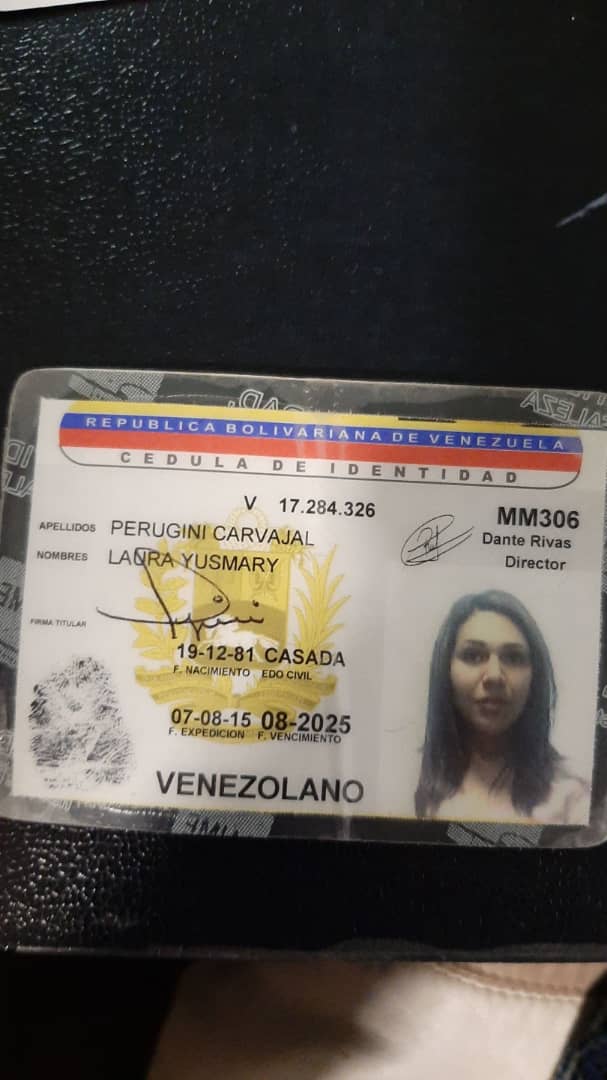 REPUBLICA BOLIVARIANA DE VENEZUELA
CEDULA DE IDENTIDAD
V 17.284.326
MM306
APELLIDOS PERUGINI CARVAJAL
Dante Rivas
Director
NOMBRES LAURA YUSMARY
FIRMA TITULAR
19-12-81 CASADA
F. NACIMIENTO EDO CIVIL
07-08-15 08-2025
F. EXPEDICION F. VENCIMIENTO
VENEZOLANO